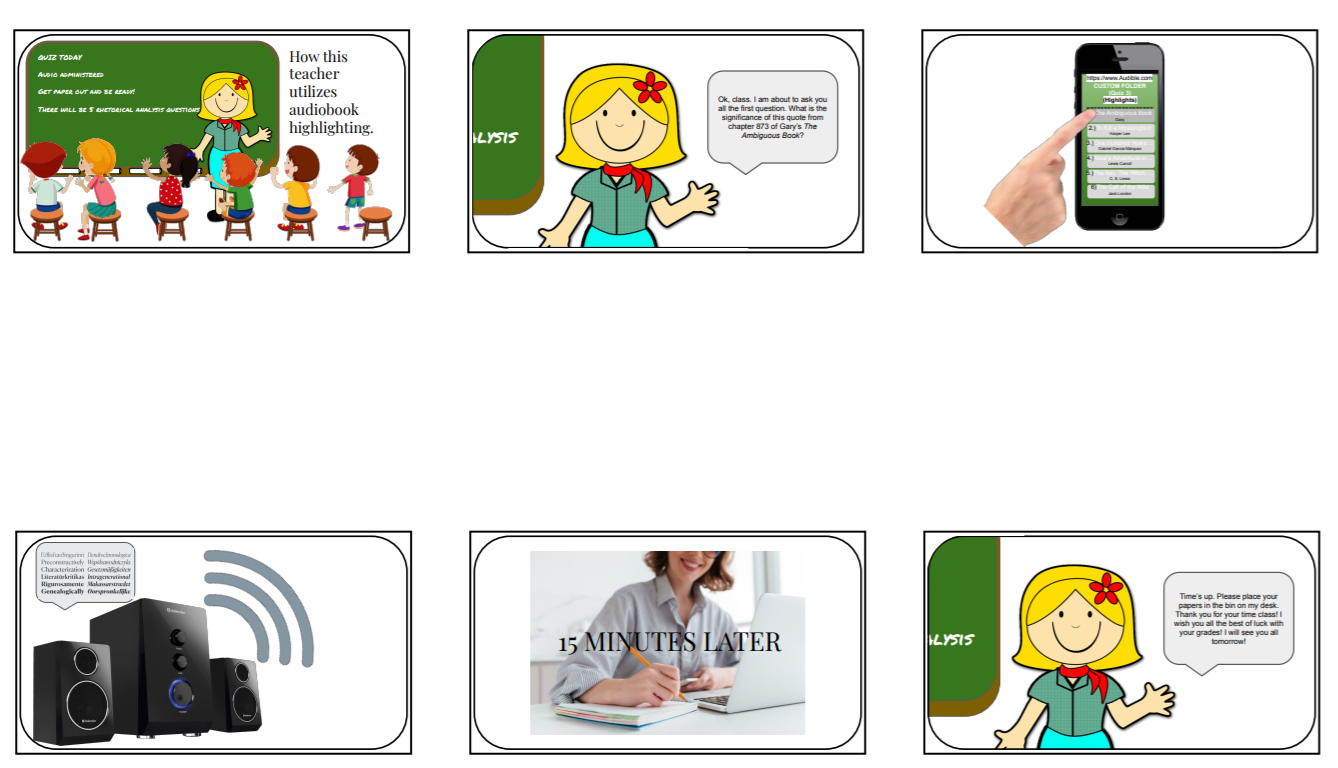 QUIZ TODAY
AUDIO ADMINISTERED
GET PAPER OUT AND BE READY!
THERE WILL BE 5 RHETORICAL ANALYSIS QUESTIONS
How this
teacher
utilizes
audiobook
highlighting.
ALYSIS
Ok, class. I am about to ask you
all the first question. What is the
significance of this quote from
chapter 873 of Gary's The
Ambiguous Book?
https://www.Audible.com
CUSTOM FOLDER
(Quiz 3)
(Highlights)
The Ambiguous Book
Gary
2.)
Harper Lee
3.)
Gabriel Garcia Marquez
4.)
Lewis Carroll
5.)
C. S. Lewis
6)
Jack London
Preconstructively
Characterization Gesetzmäßigkeiten
Literatürkritikas Intragenerational
Rigurosamente Makassarstraedet
Genealogically Oorspronkelijke
15 MINUTES LATER
LYSIS
Time's up. Please place your
papers in the bin on my desk.
Thank you for your time class! I
wish you all the best of luck with
your grades! I will see you all
tomorrow!